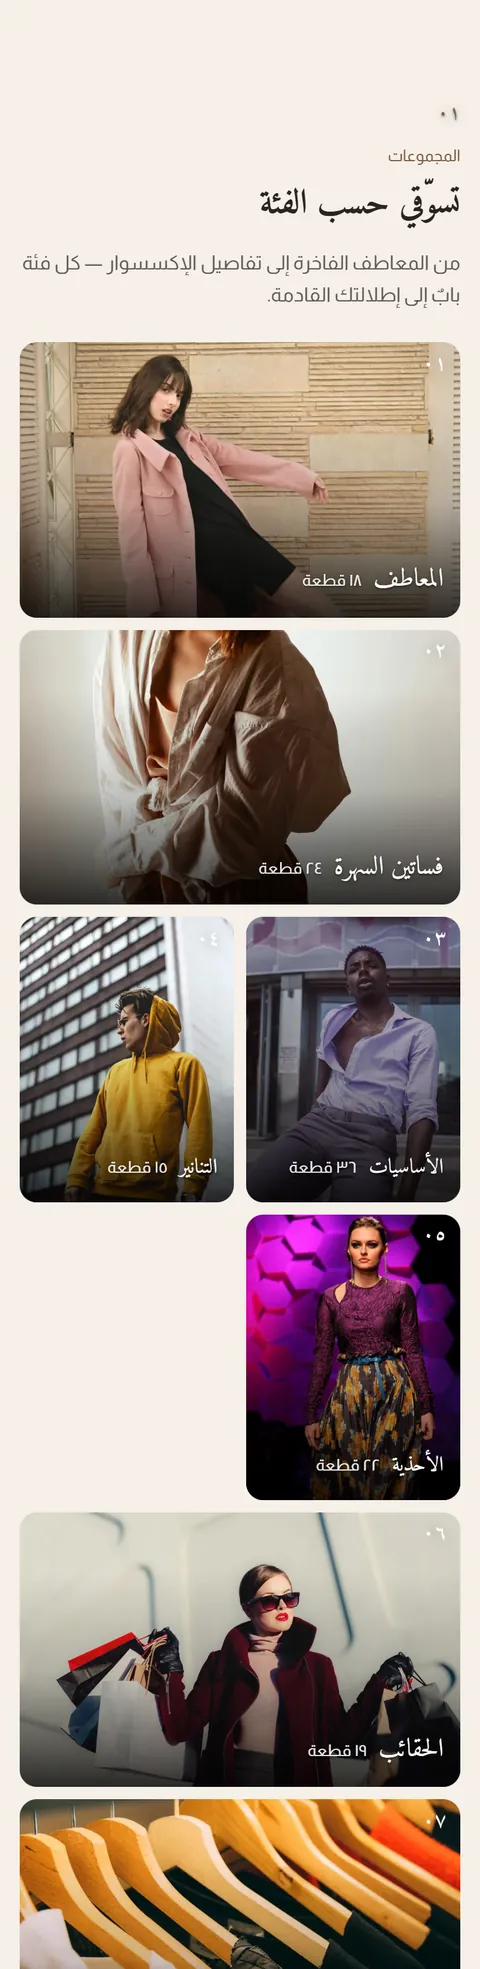 ٠١
المجموعات
تسوّقي حسب الفئة
من المعاطف الفاخرة إلى تفاصيل الإكسسوار — كل فئة
بابٌ إلى إطلالتك القادمة.
٠١
المعاطف ١٨ قطعة
٠٢
فساتين السهرة ٢٤ قطعة
٠٣
الأساسيات ٣٦ قطعة
٠٤
التنانير ١٥ قطعة
٠٥
الأحذية ٢٢ قطعة
٠٦
الحقائب ١٩ قطعة
٠٧